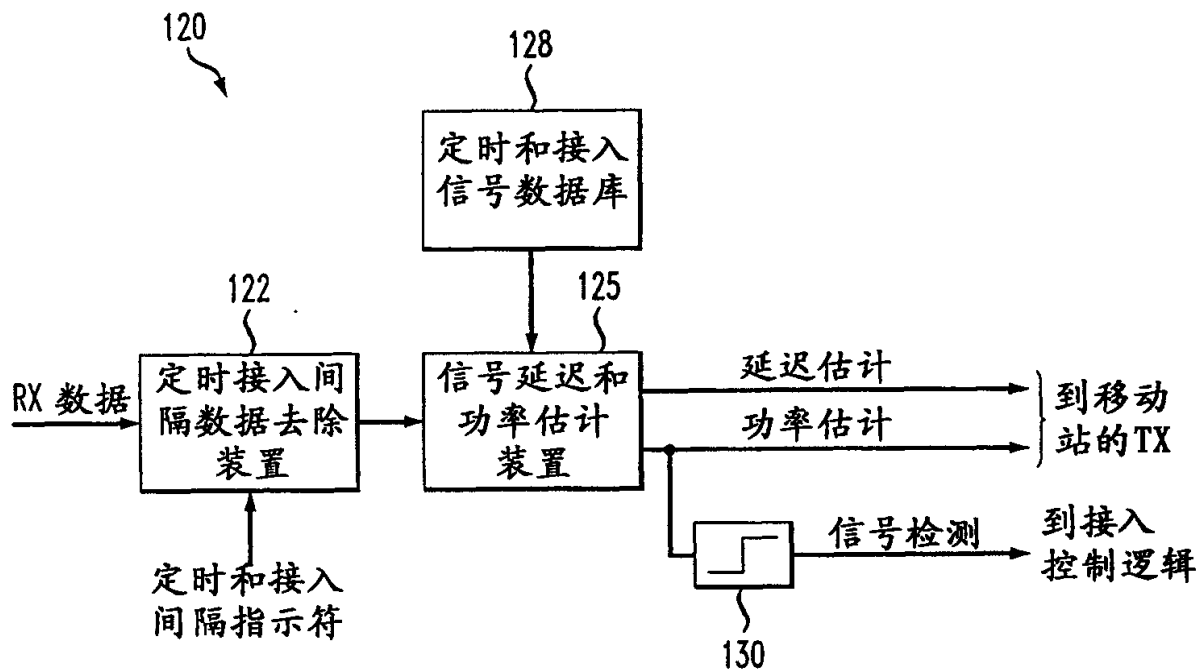 120
128
定时和接入
信号数据库
122
125
RX 数据
定时接入间
隔数据去除
装置
信号延迟和
功率估计
装置
延迟估计
功率估计
到移动
站的TX
信号检测
到接入
控制逻辑
定时和接入
间隔指示符
130